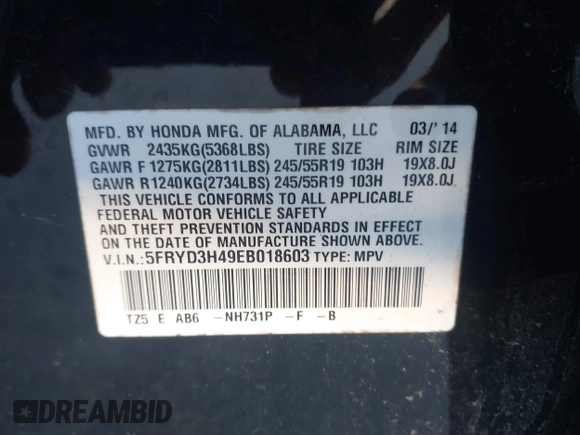 MFD. BY HONDA MFG. OF ALABAMA, LLC 03/'14
GVWR 2435KG(5368LBS) TIRE SIZE RIM SIZE
GAWR F 1275KG(2811LBS) 245/55R19 103H 19X8.0J
GAWR R1240KG(2734LBS) 245/55R19 103H 19X8.0J
THIS VEHICLE CONFORMS TO ALL APPLICABLE
FEDERAL MOTOR VEHICLE SAFETY
AND THEFT PREVENTION STANDARDS IN EFFECT
ON THE DATE OF MANUFACTURE SHOWN ABOVE.
V.I.N.:5FRYD3H49EB018603 TYPE: MPV
TZ5 E AB6 -NH731P -F -B
DREAMBID